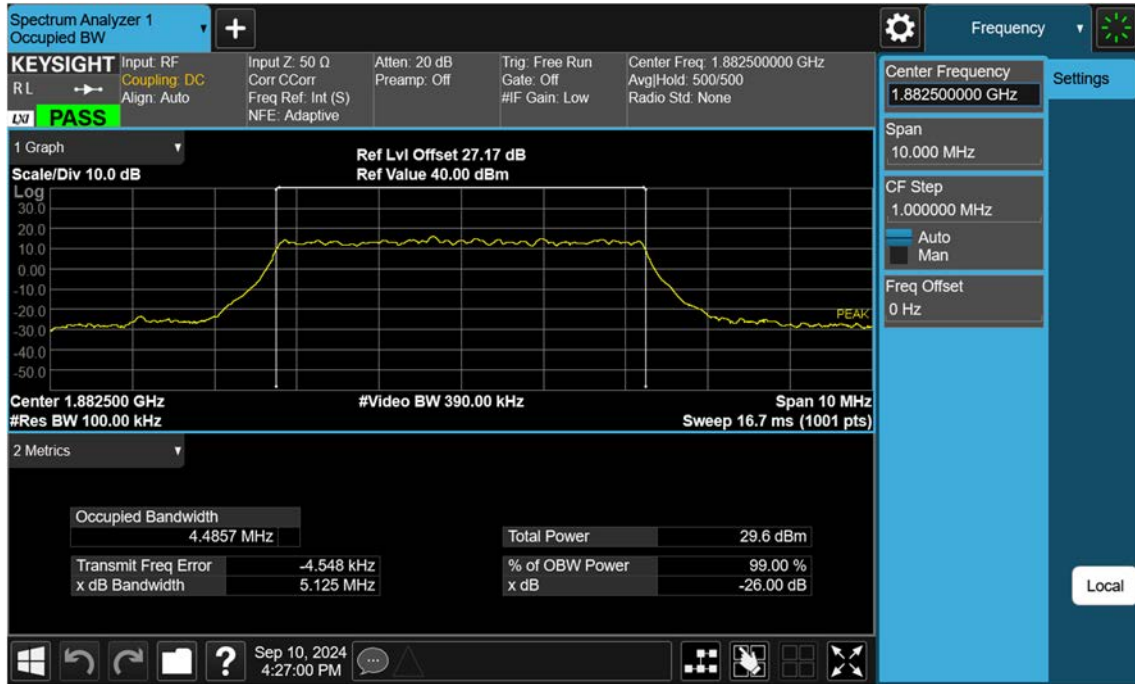 Spectrum Analyzer 1
Occupied BW
Frequency
KEYSIGHT
Input: RF
Coupling: DC
Align: Auto
Input Z: 50 Ω
Corr CCorr
Freq Ref: Int (S)
NFE: Adaptive
Atten: 20 dB
Preamp: Off
Trig: Free Run
Gate: Off
#IF Gain: Low
Center Freq: 1.882500000 GHz
Avg|Hold: 500/500
Radio Std: None
R L
LXI PASS
Center Frequency
1.882500000 GHz
Settings
Span
10.000 MHz
CF Step
1.000000 MHz
Auto
Man
Freq Offset
0 Hz
1 Graph
Scale/Div 10.0 dB
Ref Lvl Offset 27.17 dB
Ref Value 40.00 dBm
Log
30.0
20.0
10.0
0.00
-10.0
-20.0
-30.0
-40.0
-50.0
PEAK
Center 1.882500 GHz
#Video BW 390.00 kHz
Span 10 MHz
#Res BW 100.00 kHz
Sweep 16.7 ms (1001 pts)
2 Metrics
Occupied Bandwidth
4.4857 MHz
Total Power 29.6 dBm
Transmit Freq Error -4.548 kHz
% of OBW Power 99.00 %
x dB Bandwidth 5.125 MHz
x dB -26.00 dB
Local
?
Sep 10, 2024
4:27:00 PM